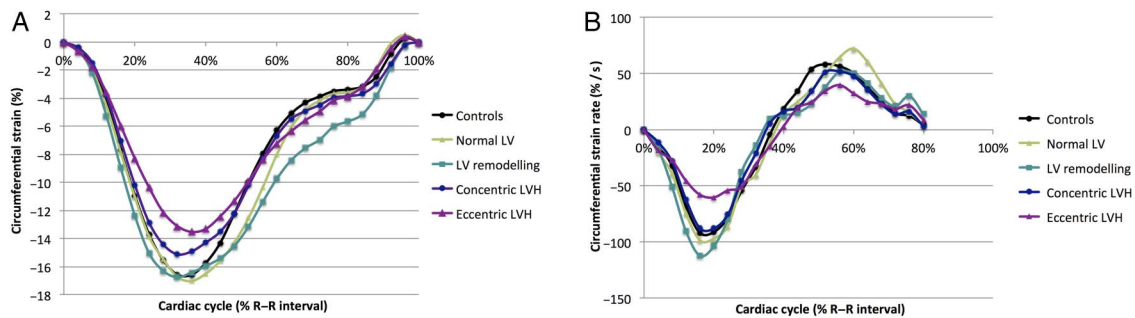 A
Circumferential strain (%)
2
0
−2
−4
−6
−8
−10
−12
−14
−16
−18
0% 20% 40% 60% 80% 100%
Cardiac cycle (% R–R interval)
Controls
Normal LV
LV remodelling
Concentric LVH
Eccentric LVH
B
Circumferential strain rate (% / s)
100
50
0
−50
−100
−150
0% 20% 40% 60% 80% 100%
Cardiac cycle (% R–R interval)
Controls
Normal LV
LV remodelling
Concentric LVH
Eccentric LVH